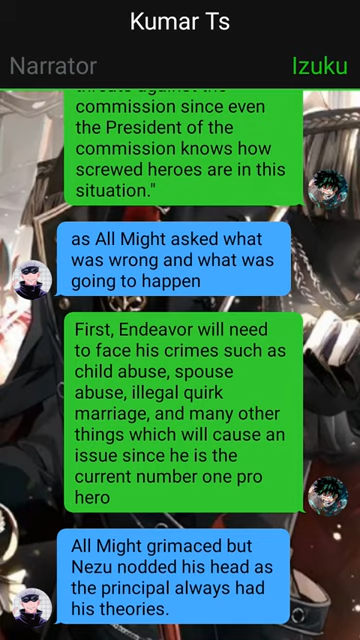 Kumar Ts
Narrator
Izuku
threats against the
commission since even
the President of the
commission knows how
screwed heroes are in this
situation."
as All Might asked what
was wrong and what was
going to happen
First, Endeavor will need
to face his crimes such as
child abuse, spouse
abuse, illegal quirk
marriage, and many other
things which will cause an
issue since he is the
current number one pro
hero
All Might grimaced but
Nezu nodded his head as
the principal always had
his theories.